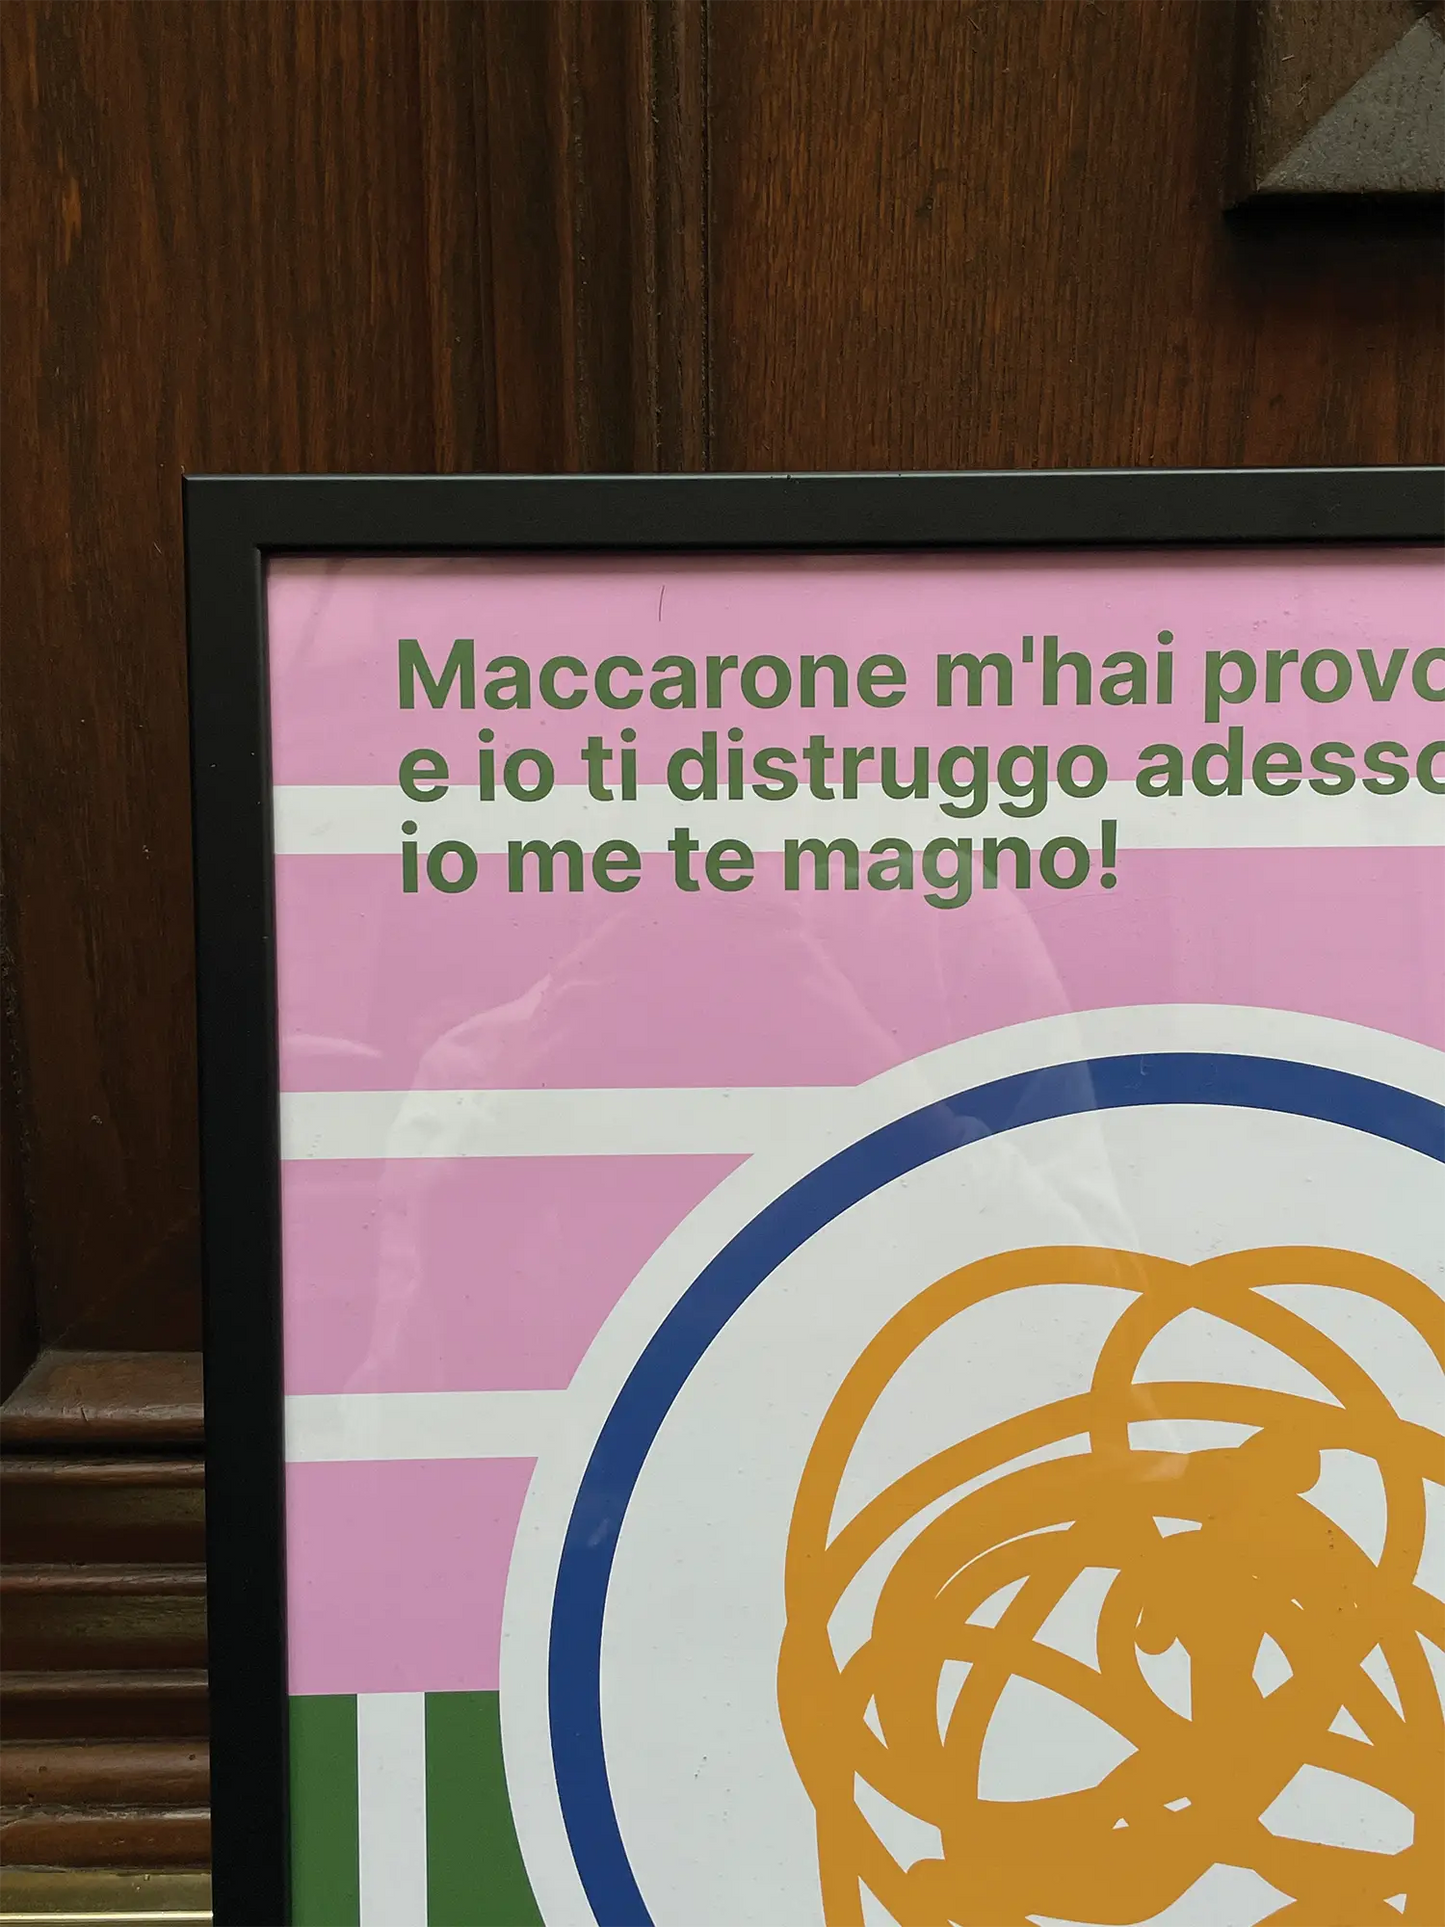 Maccarone m'hai provo
e io ti distruggo adesso
io me te magno!